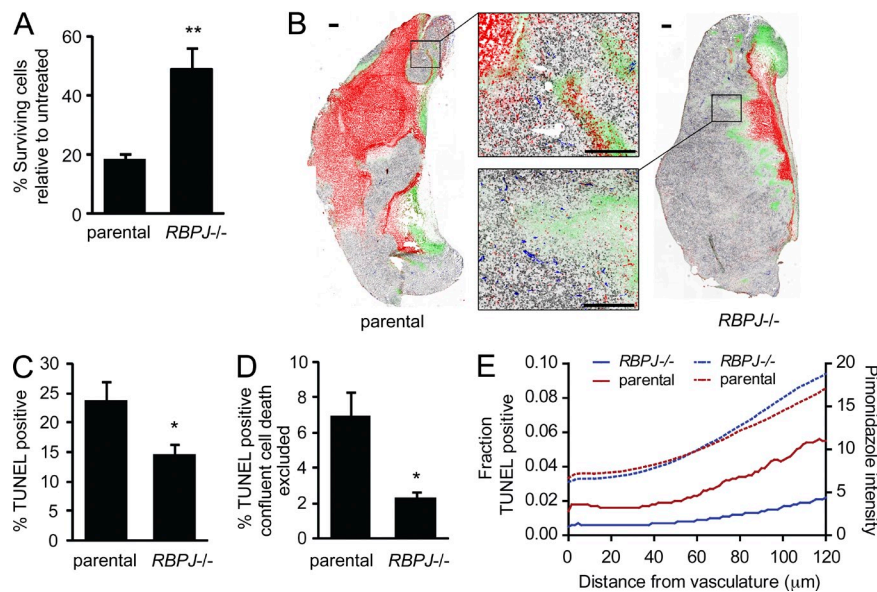 A
% Surviving cells
relative to untreated
60
40
20
0
**
parental
RBPJ-/-
B
-
-
parental
RBPJ-/-
C
% TUNEL positive
30
25
20
15
10
5
0
*
parental
RBPJ-/-
D
% TUNEL positive
confluent cell death
excluded
10
8
6
4
2
0
*
parental
RBPJ-/-
E
RBPJ-/-
RBPJ-/-
parental
parental
Fraction
TUNEL positive
0.10
0.08
0.06
0.04
0.02
0.00
20
15
10
5
0
Pimonidazole intensity
0 20 40 60 80 100 120
Distance from vasculature (μm)